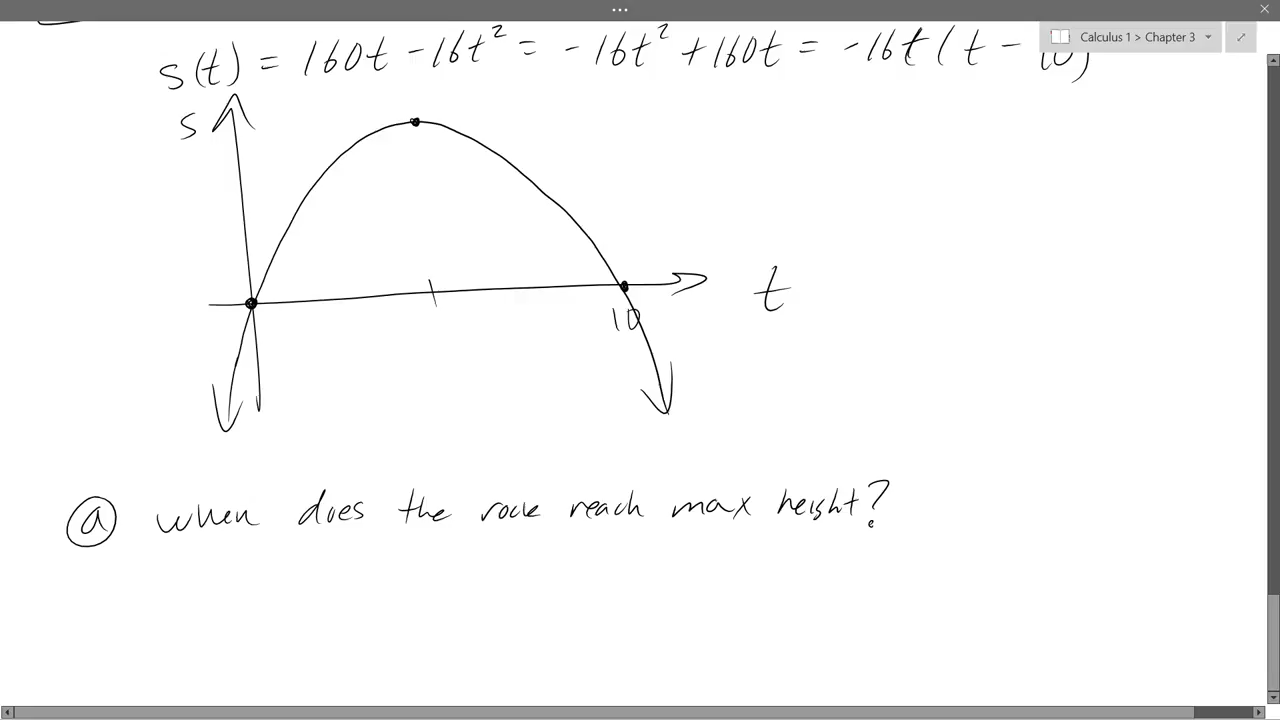 Calculus 1 > Chapter 3
s(t) = 160t - 16t² = -16t² + 160t = -16t(t - 10)
s
t
10
ⓐ when does the rock reach max height?